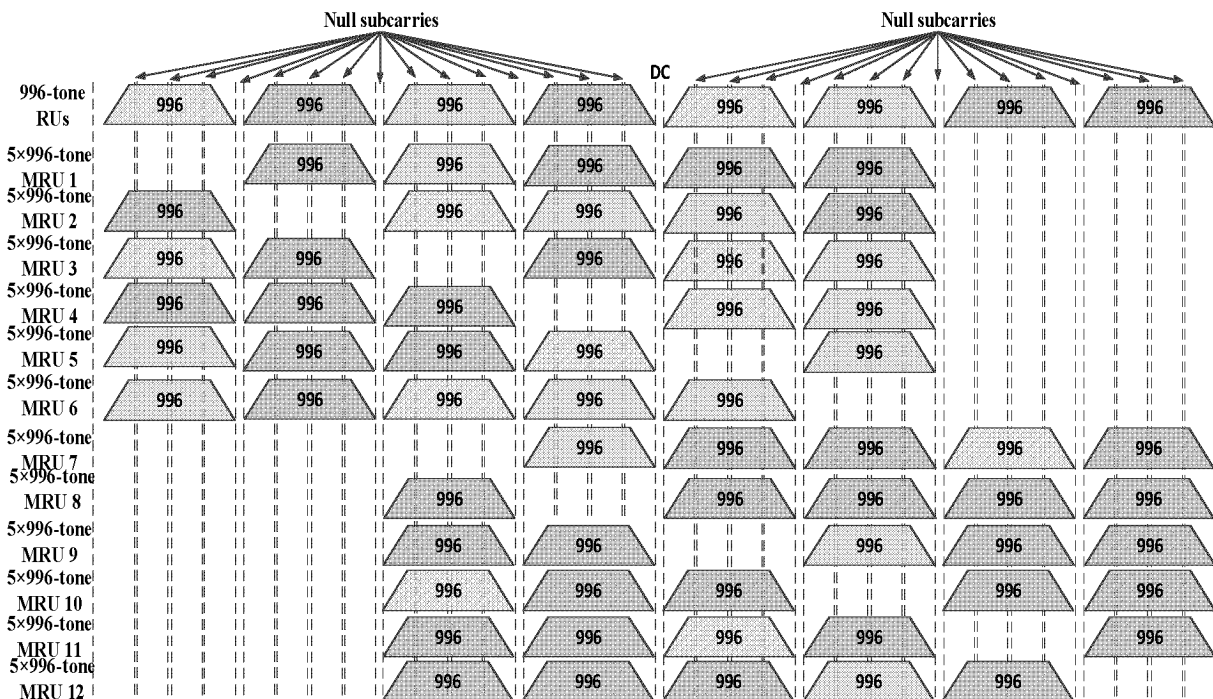 Null subcarries Null subcarries
DC
996-tone
RUs
996 996 996 996 996 996 996 996
5×996-tone
MRU 1
996 996 996 996 996
5×996-tone
MRU 2
996 996 996 996 996
5×996-tone
MRU 3
996 996 996 996 996
5×996-tone
MRU 4
996 996 996 996 996
5×996-tone
MRU 5
996 996 996 996 996
5×996-tone
MRU 6
996 996 996 996 996
5×996-tone
MRU 7
996 996 996 996 996
5×996-tone
MRU 8
996 996 996 996 996
5×996-tone
MRU 9
996 996 996 996 996
5×996-tone
MRU 10
996 996 996 996 996
5×996-tone
MRU 11
996 996 996 996 996
5×996-tone
MRU 12
996 996 996 996 996